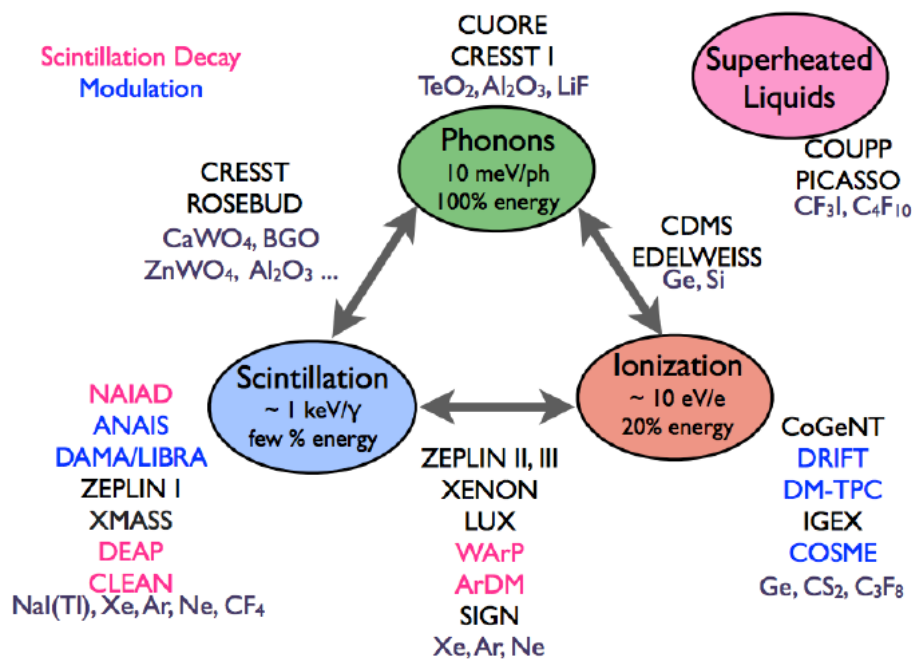 Scintillation Decay
Modulation
CUORE
CRESST I
TeO₂, Al₂O₃, LiF
Superheated
Liquids
COUPP
PICASSO
CF₃I, C₄F₁₀
Phonons
10 meV/ph
100% energy
CRESST
ROSEBUD
CaWO₄, BGO
ZnWO₄, Al₂O₃ ...
CDMS
EDELWEISS
Ge, Si
Scintillation
~ 1 keV/γ
few % energy
Ionization
~ 10 eV/e
20% energy
NAIAD
ANAIS
DAMA/LIBRA
ZEPLIN I
XMASS
DEAP
CLEAN
NaI(Tl), Xe, Ar, Ne, CF₄
ZEPLIN II, III
XENON
LUX
WArP
ArDM
SIGN
Xe, Ar, Ne
CoGeNT
DRIFT
DM-TPC
IGEX
COSME
Ge, CS₂, C₃F₈